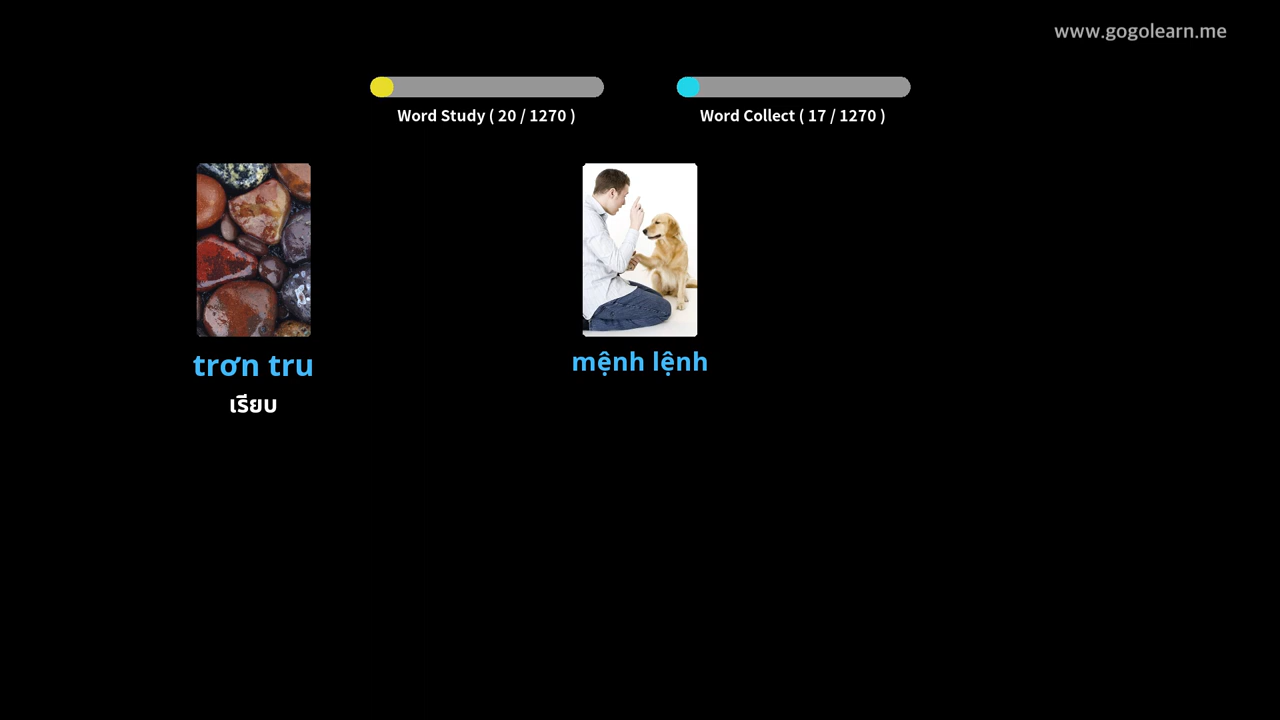 www.gogolearn.me
Word Study ( 20 / 1270 )
Word Collect ( 17 / 1270 )
trơn tru
เรียบ
mệnh lệnh